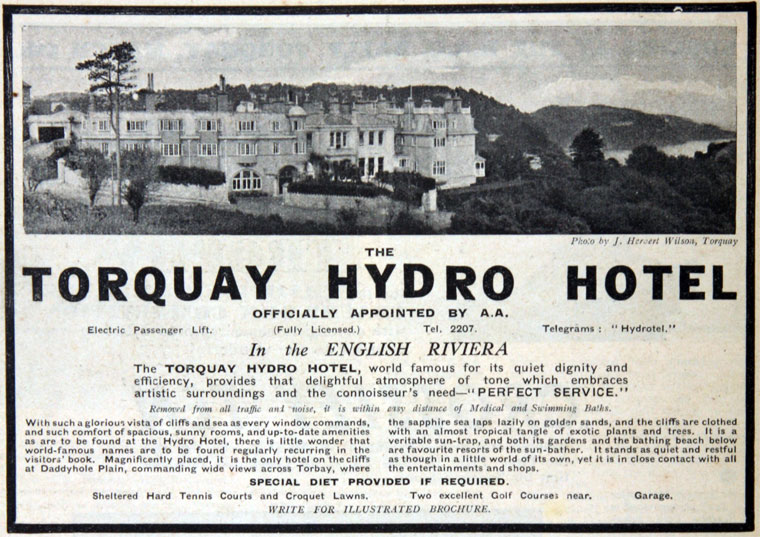 Photo by J. Herbert Wilson, Torquay
THE
TORQUAY HYDRO HOTEL
OFFICIALLY APPOINTED BY A.A.
Electric Passenger Lift. (Fully Licensed.) Tel. 2207. Telegrams: "Hydrotel."
In the ENGLISH RIVIERA
The TORQUAY HYDRO HOTEL, world famous for its quiet dignity and
efficiency, provides that delightful atmosphere of tone which embraces
artistic surroundings and the connoisseur's need—"PERFECT SERVICE."
Removed from all traffic and noise, it is within easy distance of Medical and Swimming Baths.
With such a glorious vista of cliffs and sea as every window commands,
and such comfort of spacious, sunny rooms, and up-to-date amenities
as are to be found at the Hydro Hotel, there is little wonder that
world-famous names are to be found regularly recurring in the
visitors' book. Magnificently placed, it is the only hotel on the cliffs
at Daddyhole Plain, commanding wide views across Torbay, where
the sapphire sea laps lazily on golden sands, and the cliffs are clothed
with an almost tropical tangle of exotic plants and trees. It is a
veritable sun-trap, and both its gardens and the bathing beach below
are favourite resorts of the sun-bather. It stands as quiet and restful
as though in a little world of its own, yet it is in close contact with all
the entertainments and shops.
SPECIAL DIET PROVIDED IF REQUIRED.
Sheltered Hard Tennis Courts and Croquet Lawns. Two excellent Golf Courses near. Garage.
WRITE FOR ILLUSTRATED BROCHURE.